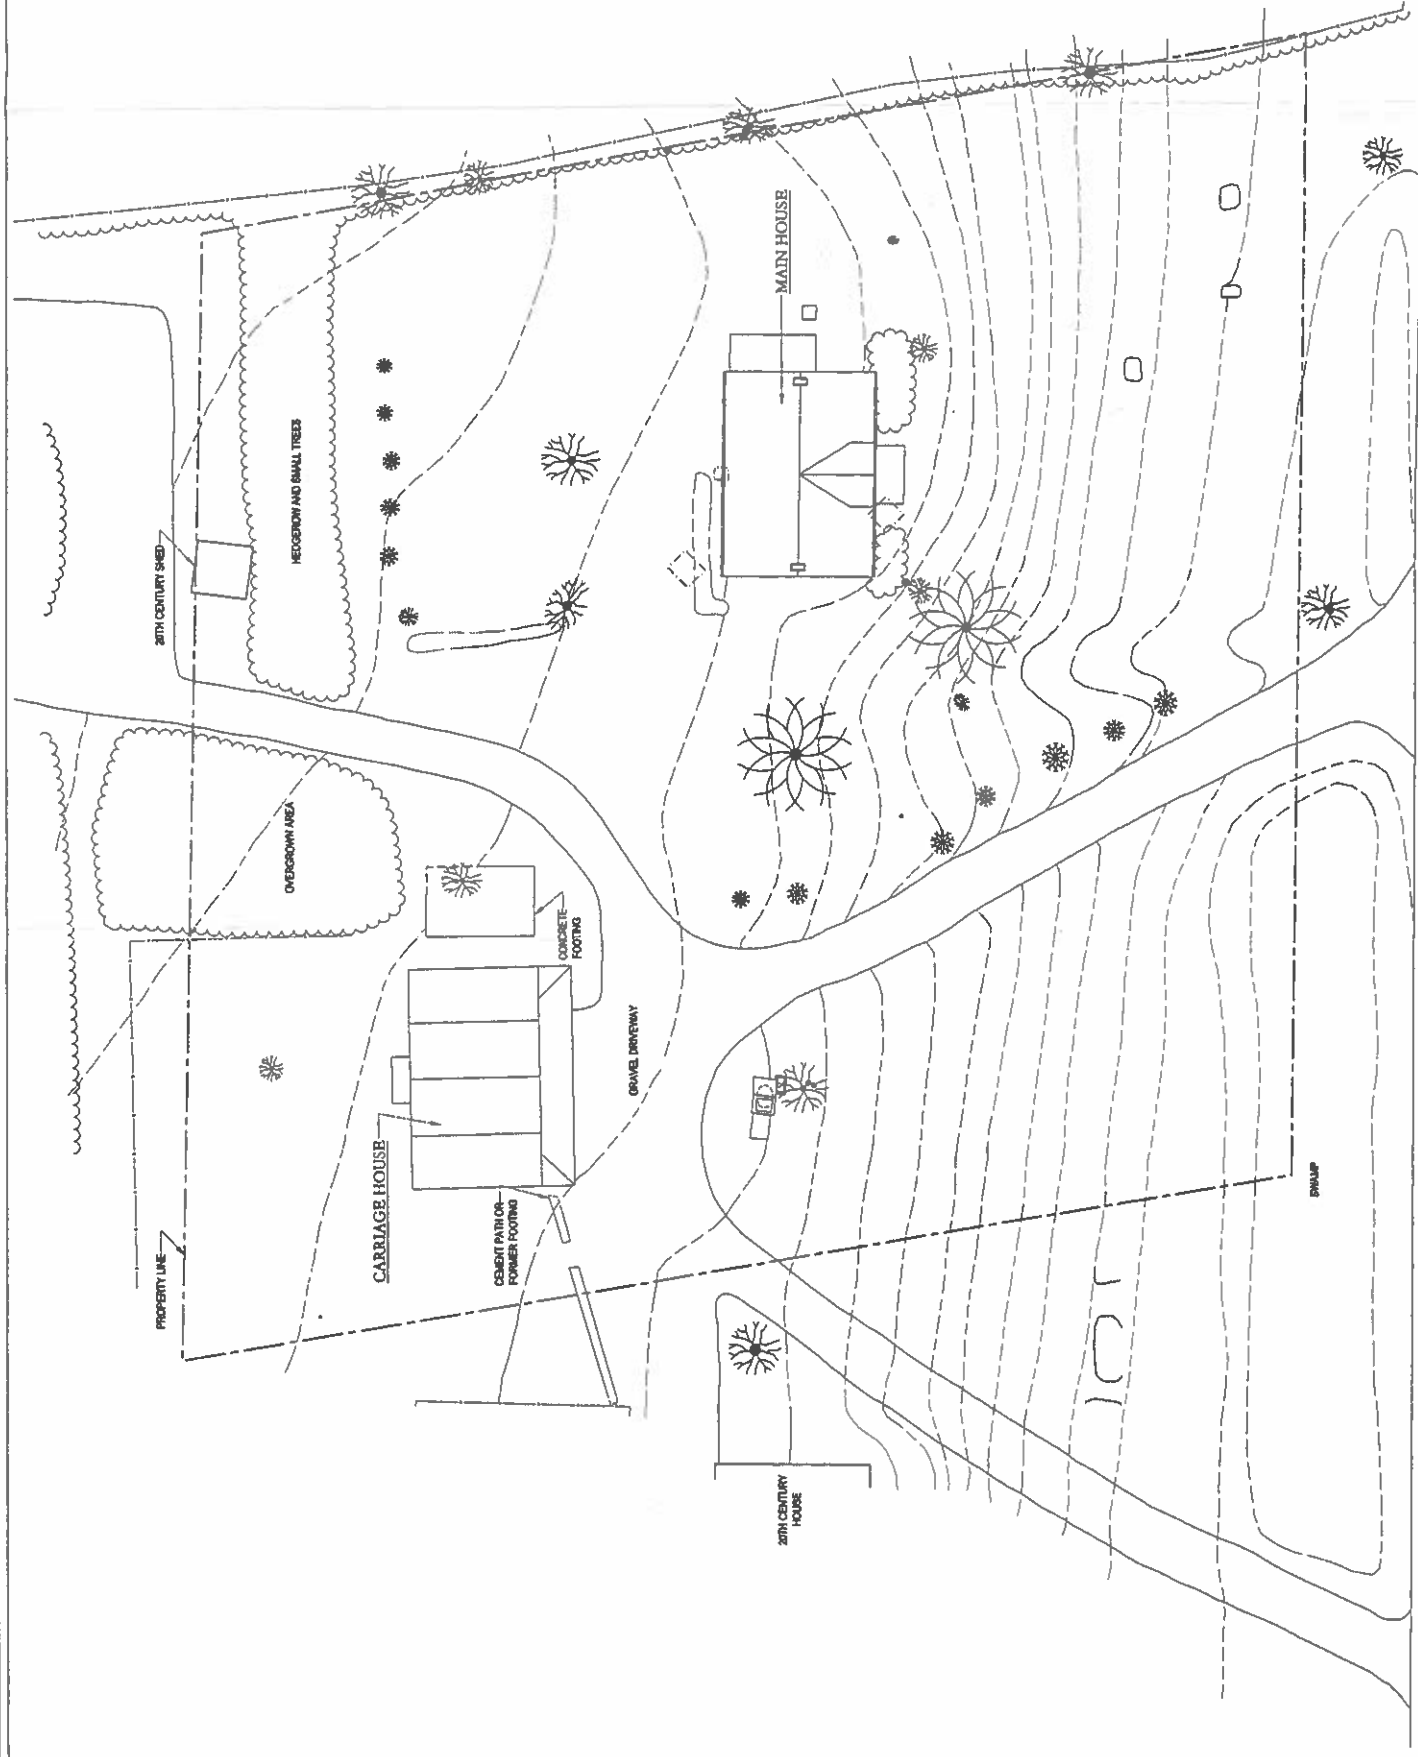 MAIN HOUSE
HEDGEROW AND SMALL TREES
20TH CENTURY SHED
OVERGROWN AREA
CONCRETE
FOOTING
GRAVEL DRIVEWAY
CARRIAGE HOUSE
CEMENT PATH OR
FORMER FOOTING
PROPERTY LINE
SWAMP
20TH CENTURY
HOUSE